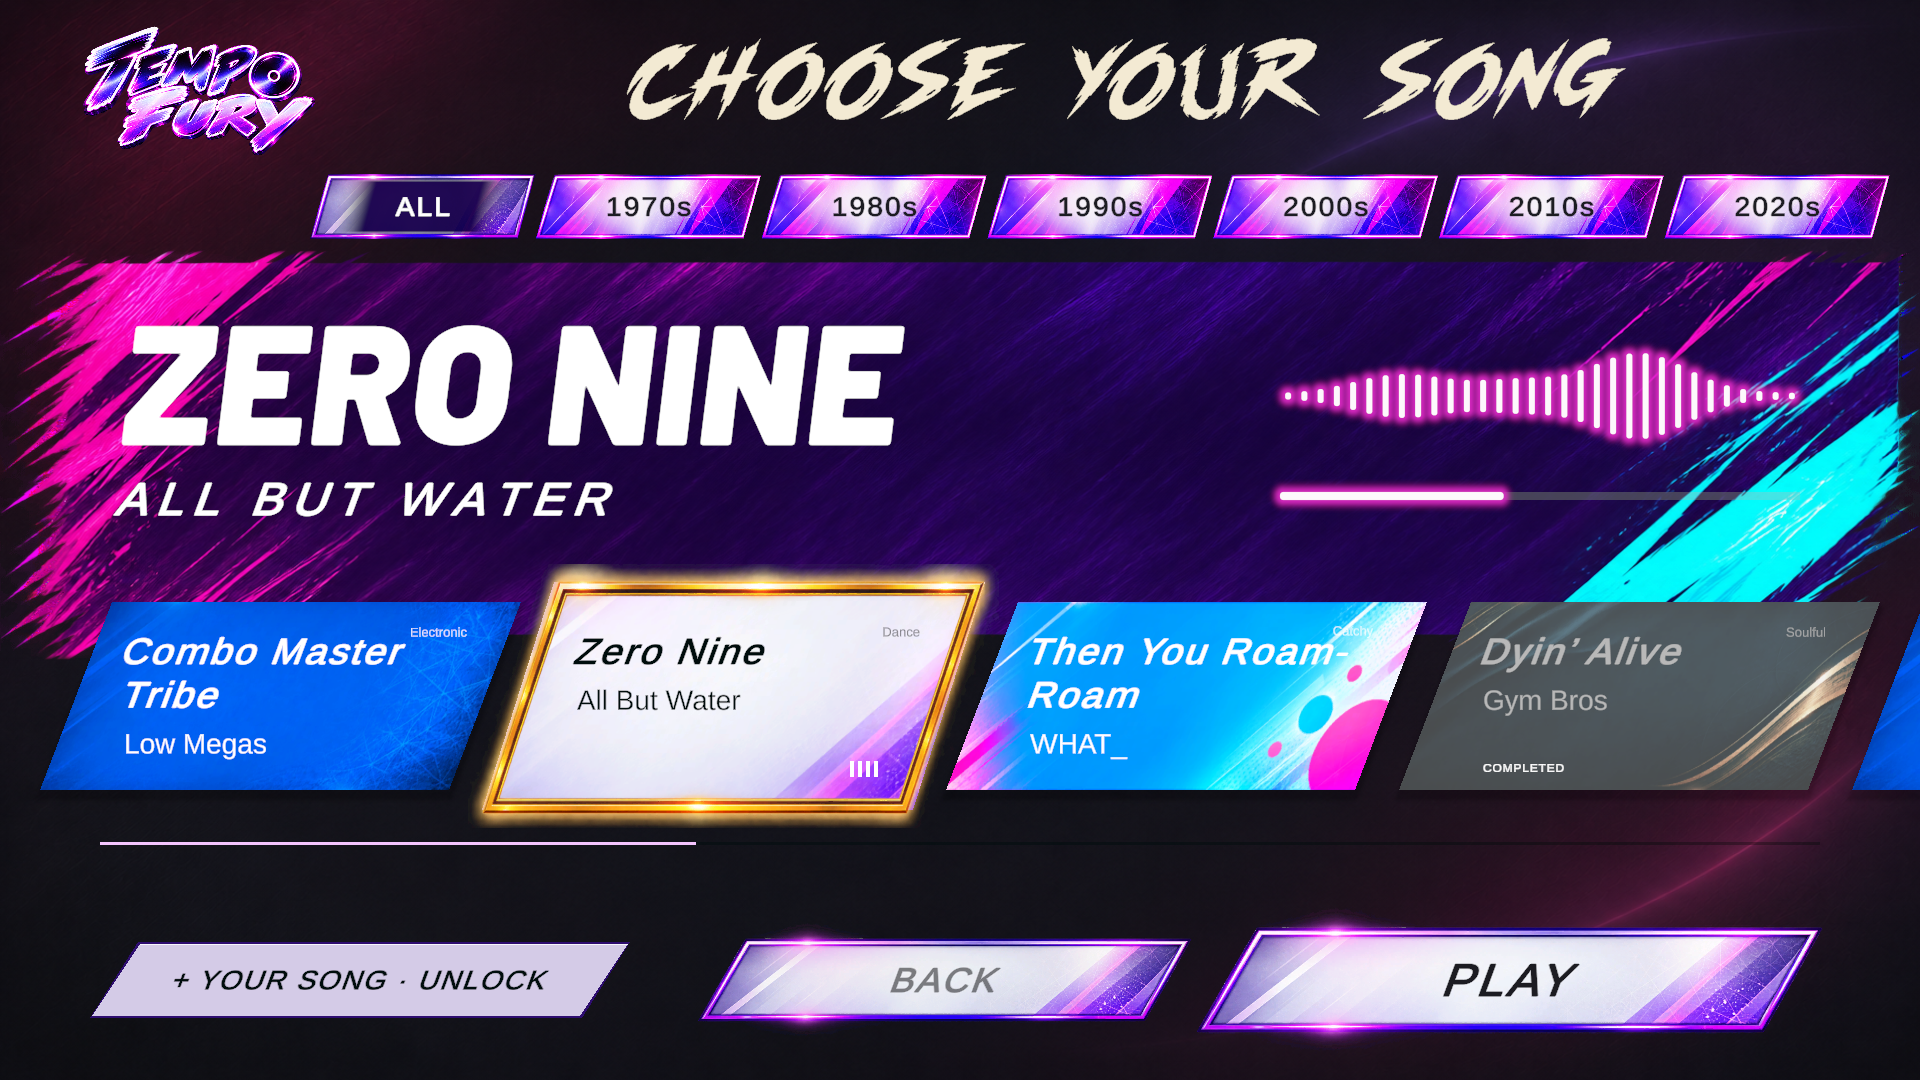 TEMPO
FURY
CHOOSE YOUR SONG
ALL
1970s
1980s
1990s
2000s
2010s
2020s
ZERO NINE
ALL BUT WATER
Combo Master
Tribe
Electronic
Low Megas
Zero Nine
Dance
All But Water
Then You Roam-
Roam
Catchy
WHAT_
Dyin' Alive
Soulful
Gym Bros
COMPLETED
+ YOUR SONG · UNLOCK
BACK
PLAY